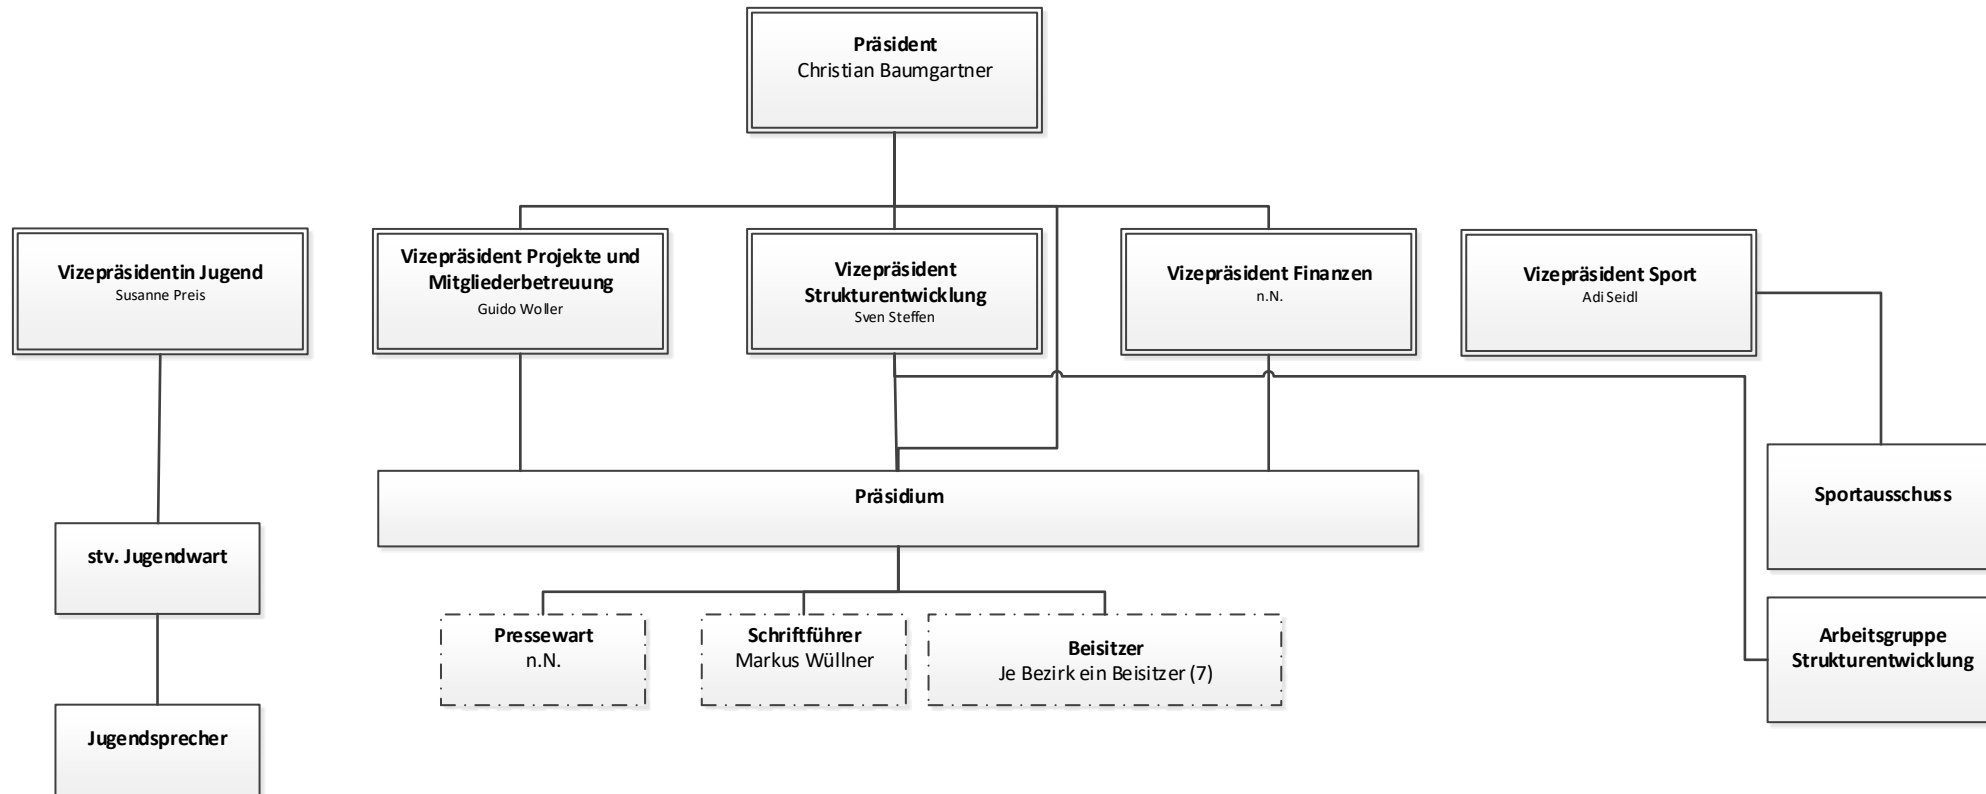 Präsident
Christian Baumgartner
Vizepräsidentin Jugend
Susanne Preis
Vizepräsident Projekte und
Mitgliederbetreuung
Guido Woller
Vizepräsident
Strukturentwicklung
Sven Steffen
Vizepräsident Finanzen
n.N.
Vizepräsident Sport
Adi Seidl
Präsidium
Sportausschuss
stv. Jugendwart
Pressewart
n.N.
Schriftführer
Markus Wüllner
Beisitzer
Je Bezirk ein Beisitzer (7)
Arbeitsgruppe
Strukturentwicklung
Jugendsprecher